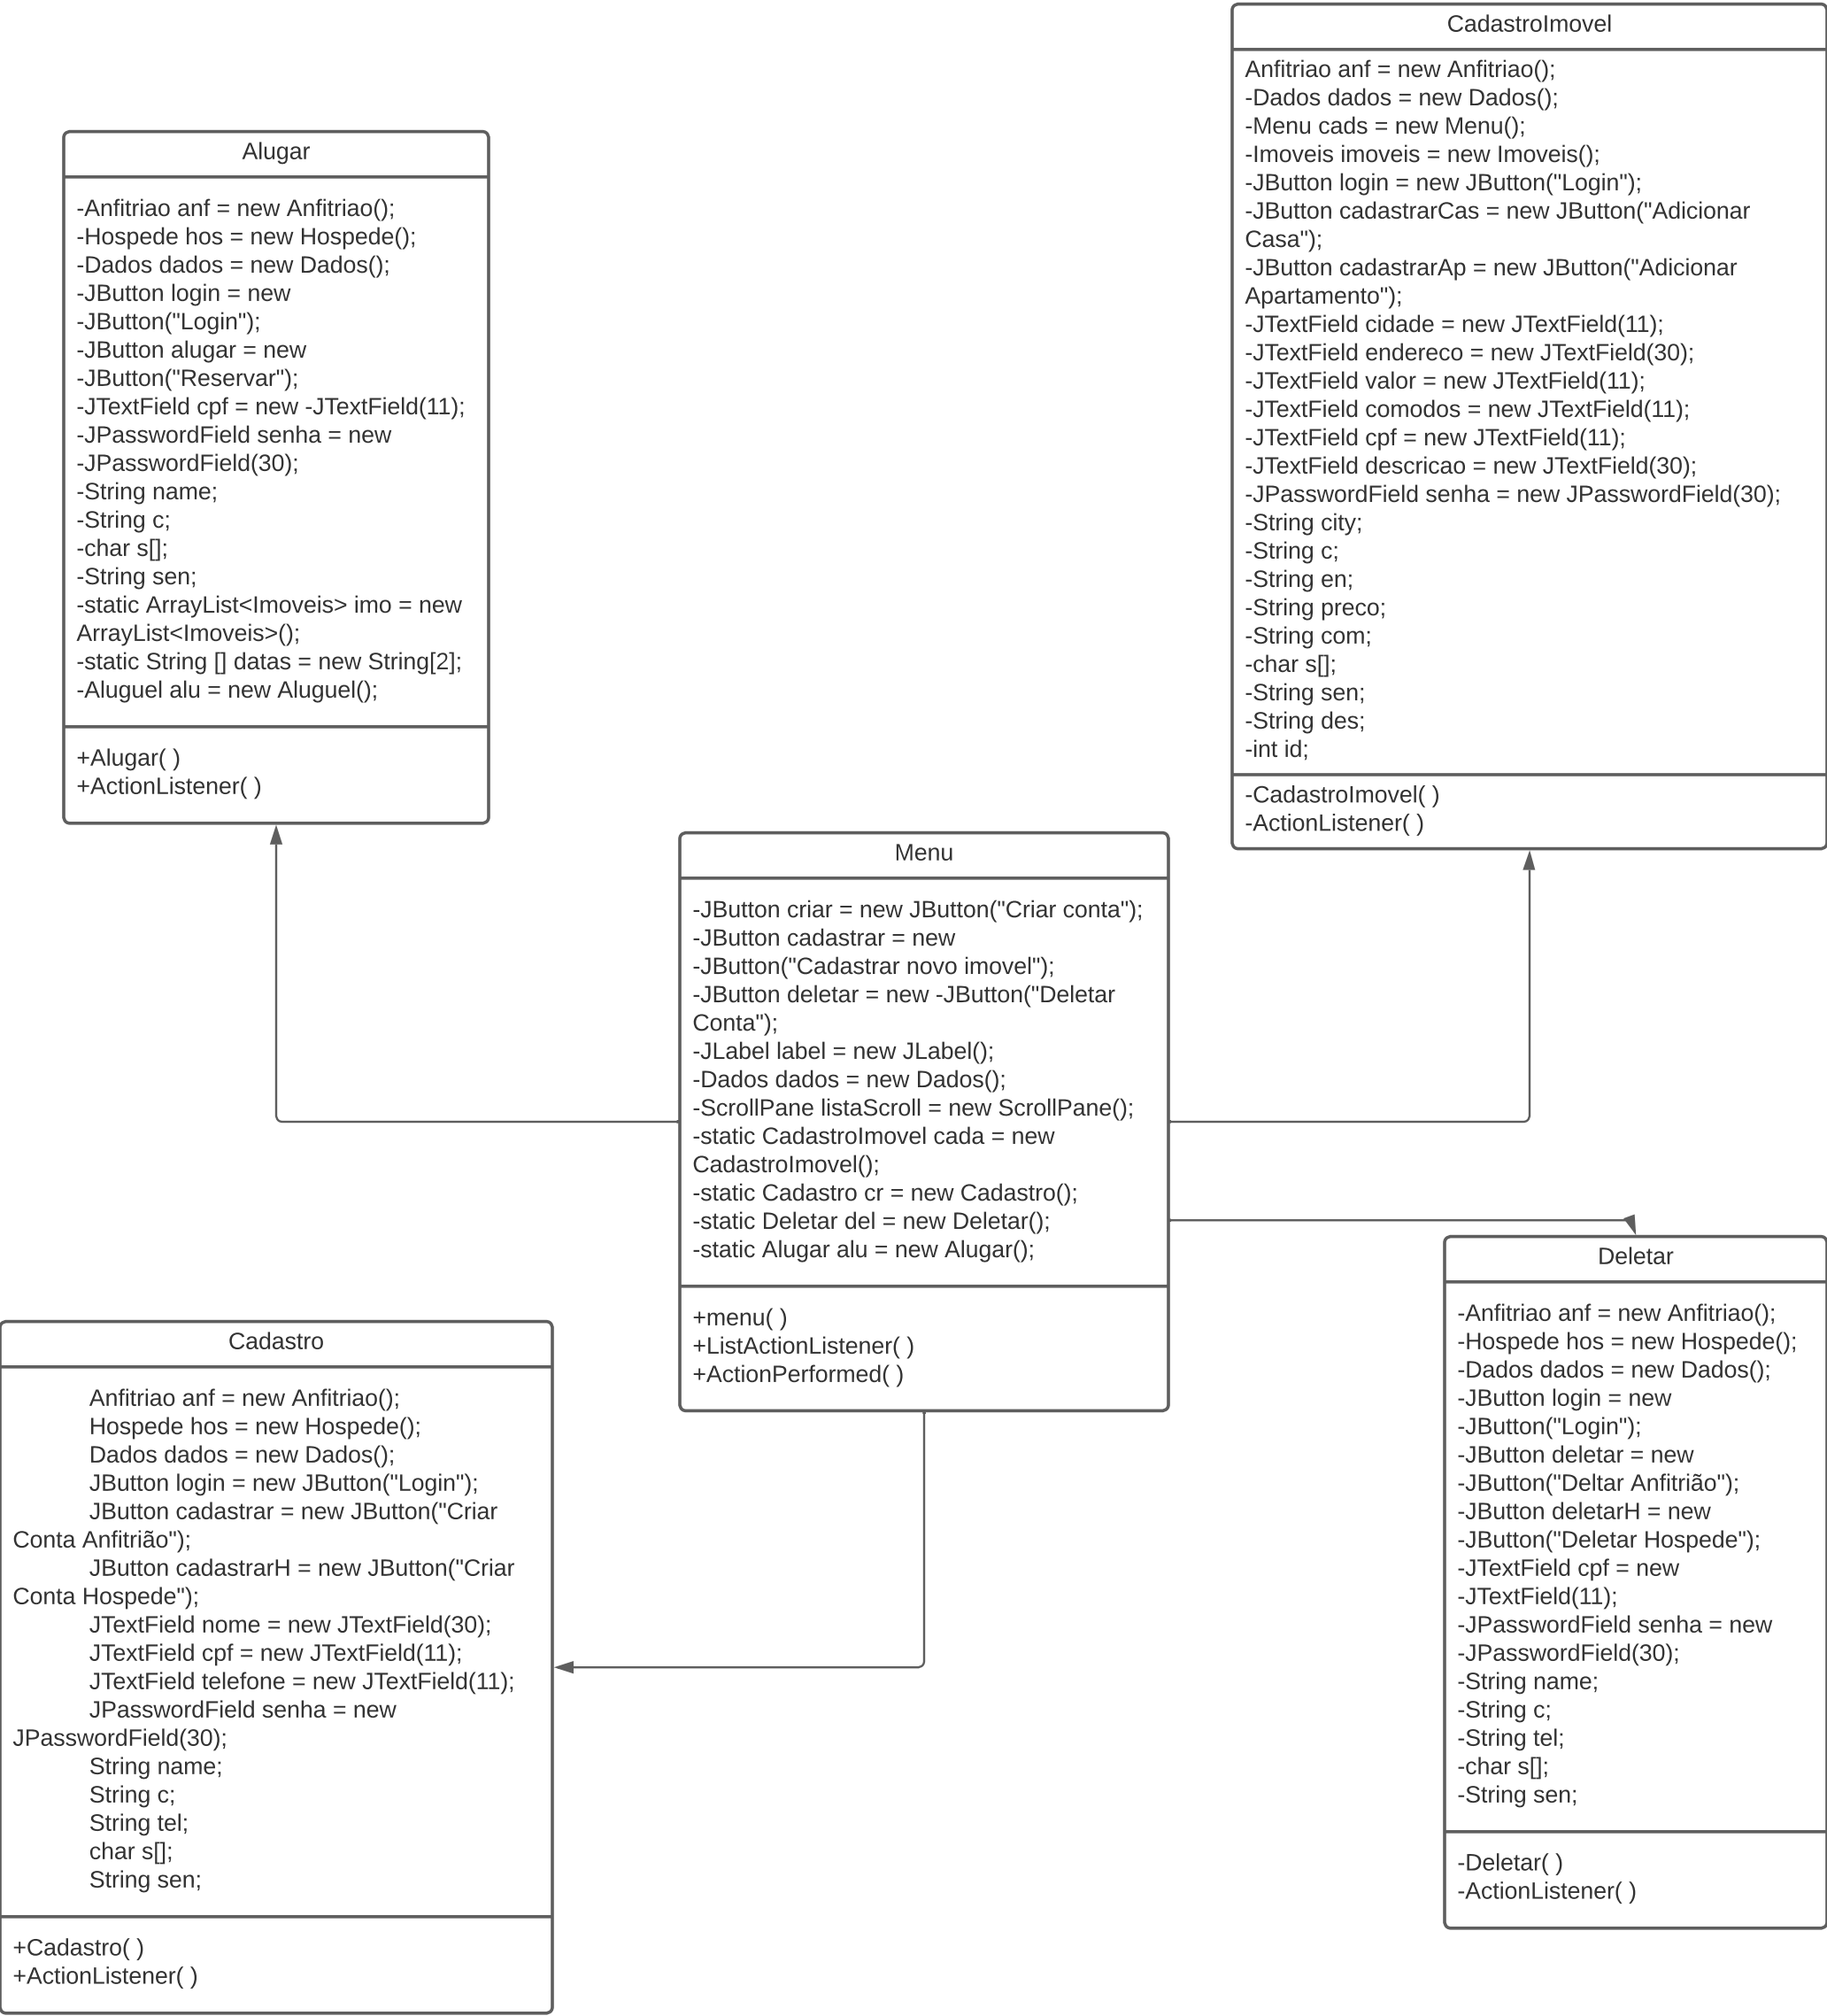 Alugar
-Anfitriao anf = new Anfitriao();
-Hospede hos = new Hospede();
-Dados dados = new Dados();
-JButton login = new
-JButton("Login");
-JButton alugar = new
-JButton("Reservar");
-JTextField cpf = new -JTextField(11);
-JPasswordField senha = new
-JPasswordField(30);
-String name;
-String c;
-char s[];
-String sen;
-static ArrayList<Imoveis> imo = new
ArrayList<Imoveis>();
-static String [] datas = new String[2];
-Aluguel alu = new Aluguel();
+Alugar( )
+ActionListener( )
CadastroImovel
Anfitriao anf = new Anfitriao();
-Dados dados = new Dados();
-Menu cads = new Menu();
-Imoveis imoveis = new Imoveis();
-JButton login = new JButton("Login");
-JButton cadastrarCas = new JButton("Adicionar
Casa");
-JButton cadastrarAp = new JButton("Adicionar
Apartamento");
-JTextField cidade = new JTextField(11);
-JTextField endereco = new JTextField(30);
-JTextField valor = new JTextField(11);
-JTextField comodos = new JTextField(11);
-JTextField cpf = new JTextField(11);
-JTextField descricao = new JTextField(30);
-JPasswordField senha = new JPasswordField(30);
-String city;
-String c;
-String en;
-String preco;
-String com;
-char s[];
-String sen;
-String des;
-int id;
-CadastroImovel( )
-ActionListener( )
Menu
-JButton criar = new JButton("Criar conta");
-JButton cadastrar = new
-JButton("Cadastrar novo imovel");
-JButton deletar = new -JButton("Deletar
Conta");
-JLabel label = new JLabel();
-Dados dados = new Dados();
-ScrollPane listaScroll = new ScrollPane();
-static CadastroImovel cada = new
CadastroImovel();
-static Cadastro cr = new Cadastro();
-static Deletar del = new Deletar();
-static Alugar alu = new Alugar();
+menu( )
+ListActionListener( )
+ActionPerformed( )
Cadastro
Anfitriao anf = new Anfitriao();
Hospede hos = new Hospede();
Dados dados = new Dados();
JButton login = new JButton("Login");
JButton cadastrar = new JButton("Criar
Conta Anfitrião");
JButton cadastrarH = new JButton("Criar
Conta Hospede");
JTextField nome = new JTextField(30);
JTextField cpf = new JTextField(11);
JTextField telefone = new JTextField(11);
JPasswordField senha = new
JPasswordField(30);
String name;
String c;
String tel;
char s[];
String sen;
+Cadastro( )
+ActionListener( )
Deletar
-Anfitriao anf = new Anfitriao();
-Hospede hos = new Hospede();
-Dados dados = new Dados();
-JButton login = new
-JButton("Login");
-JButton deletar = new
-JButton("Deltar Anfitrião");
-JButton deletarH = new
-JButton("Deletar Hospede");
-JTextField cpf = new
-JTextField(11);
-JPasswordField senha = new
-JPasswordField(30);
-String name;
-String c;
-String tel;
-char s[];
-String sen;
-Deletar( )
-ActionListener( )